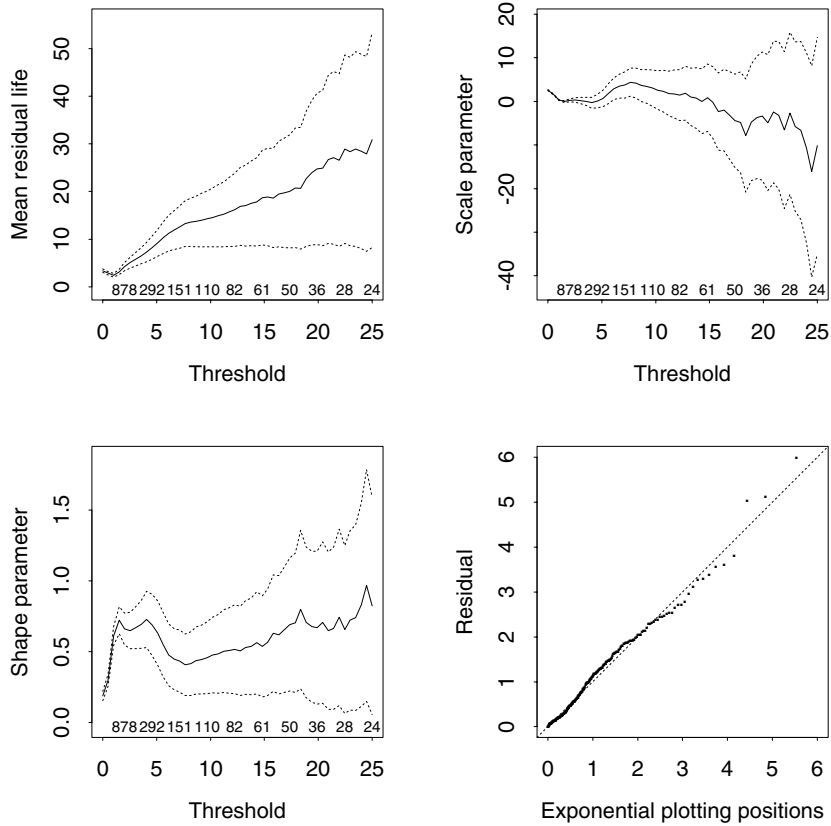 Mean residual life
50
40
30
20
10
0
878 292 151 110 82 61 50 36 28 24
0 5 10 15 20 25
Threshold
Scale parameter
20
0
-20
-40
878 292 151 110 82 61 50 36 28 24
0 5 10 15 20 25
Threshold
Shape parameter
1.5
1.0
0.5
0.0
878 292 151 110 82 61 50 36 28 24
0 5 10 15 20 25
Threshold
Residual
6
5
4
3
2
1
0
0 1 2 3 4 5 6
Exponential plotting positions